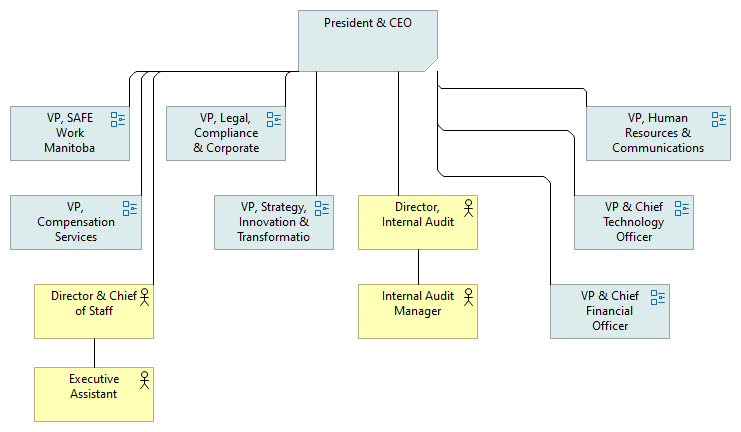 President & CEO
VP, SAFE
Work
Manitoba
VP, Legal,
Compliance
& Corporate
VP, Human
Resources &
Communications
VP,
Compensation
Services
VP, Strategy,
Innovation &
Transformatio
Director,
Internal Audit
VP & Chief
Technology
Officer
Director & Chief
of Staff
Internal Audit
Manager
VP & Chief
Financial
Officer
Executive
Assistant